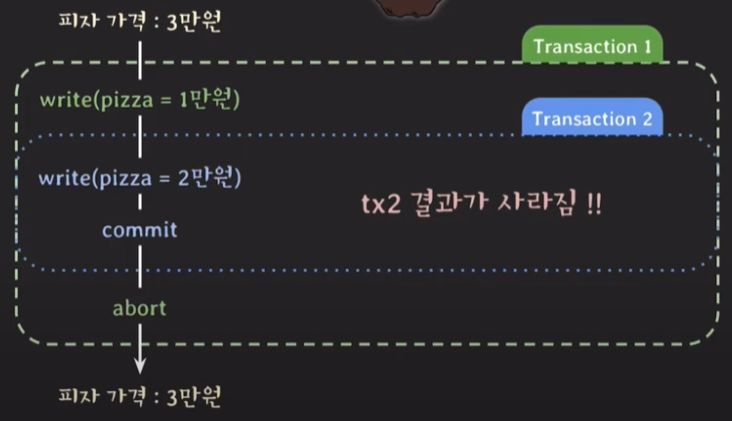 피자 가격 : 3만원
Transaction 1
write(pizza = 1만원)
Transaction 2
write(pizza = 2만원)
tx2 결과가 사라짐 !!
commit
abort
피자 가격 : 3만원